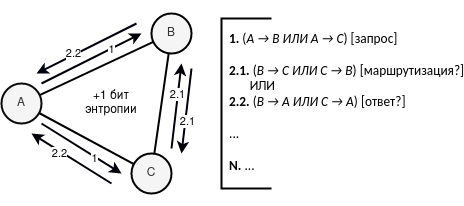 B
2.2
1
1. (A → B ИЛИ A → C) [запрос]
2.1. (B → C ИЛИ C → B) [маршрутизация?]
ИЛИ
2.2. (B → A ИЛИ C → A) [ответ?]
...
N. ...
A
+1 бит
энтропии
2.1
2.1
2.2
1
C